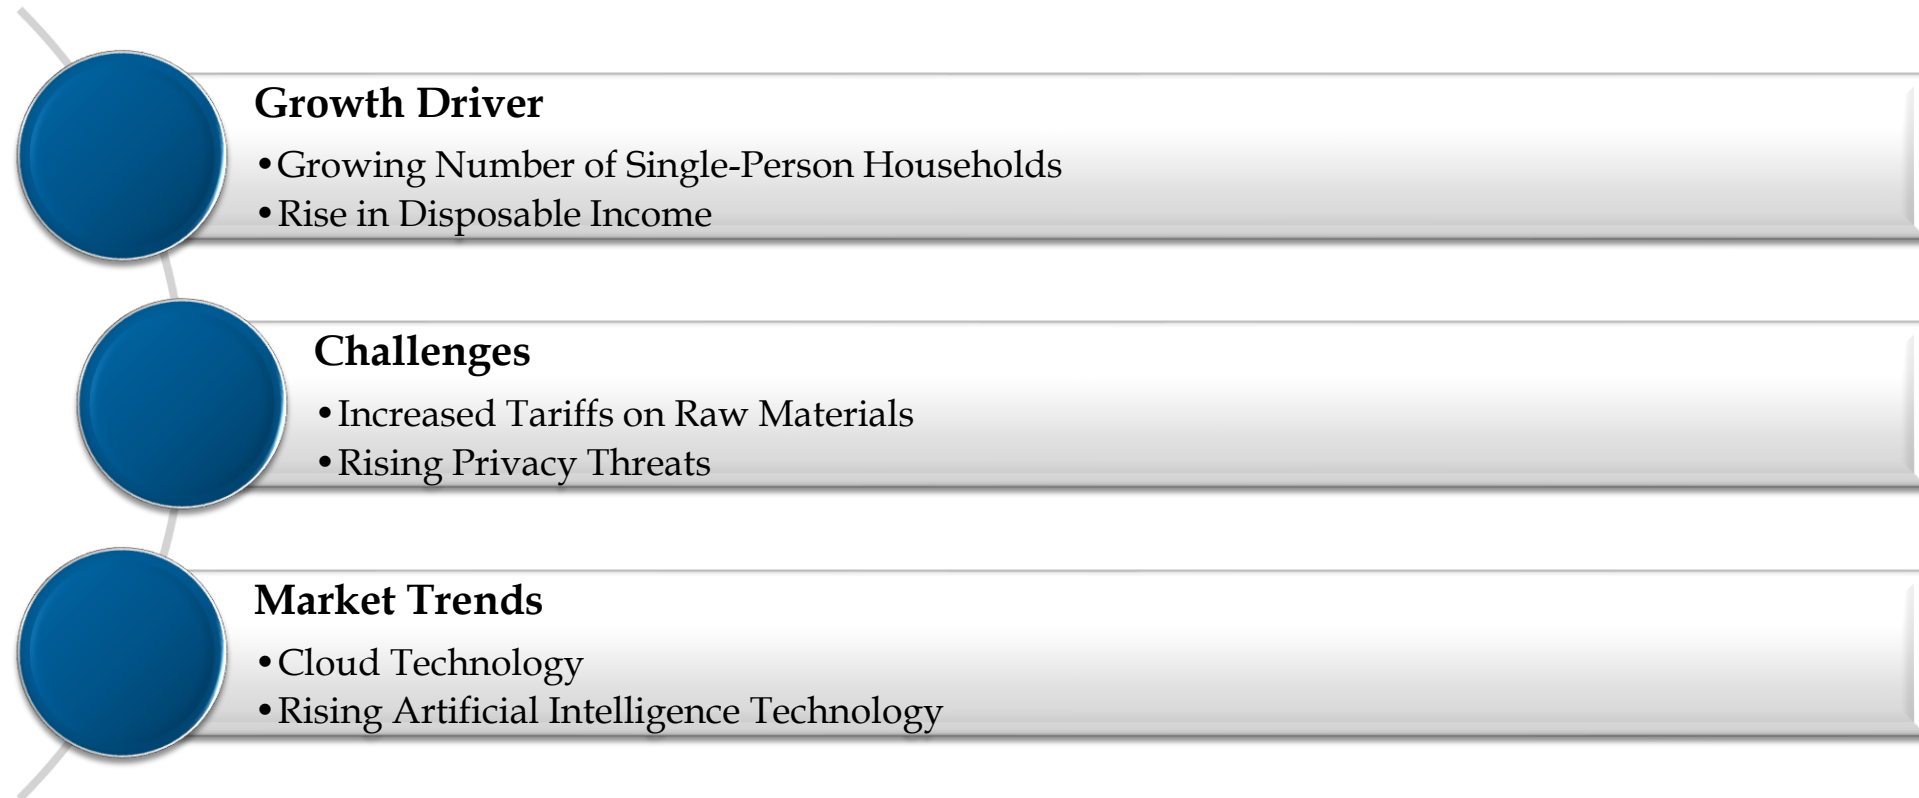 Growth Driver
•Growing Number of Single-Person Households
•Rise in Disposable Income
Challenges
•Increased Tariffs on Raw Materials
•Rising Privacy Threats
Market Trends
•Cloud Technology
•Rising Artificial Intelligence Technology